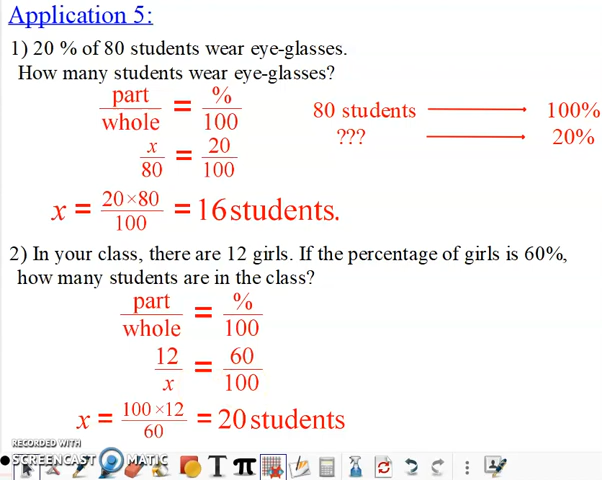 Application 5:
1) 20 % of 80 students wear eye-glasses.
How many students wear eye-glasses?
part/whole = %/100
80 students → 100%
??? → 20%
x/80 = 20/100
x = 20×80/100 = 16 students.
2) In your class, there are 12 girls. If the percentage of girls is 60%,
how many students are in the class?
part/whole = %/100
12/x = 60/100
x = 100×12/60 = 20 students
RECORDED WITH
SCREENCAST MATIC
T π